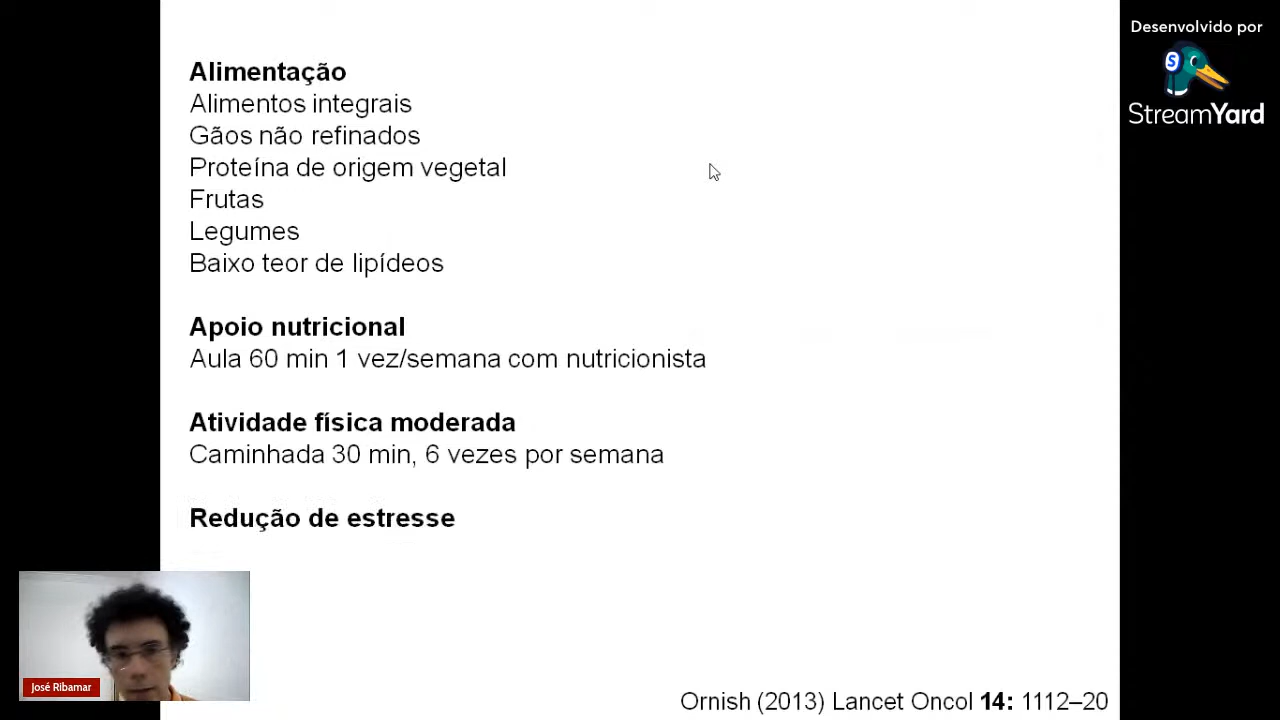 Desenvolvido por
StreamYard
Alimentação
Alimentos integrais
Gãos não refinados
Proteína de origem vegetal
Frutas
Legumes
Baixo teor de lipídeos
Apoio nutricional
Aula 60 min 1 vez/semana com nutricionista
Atividade física moderada
Caminhada 30 min, 6 vezes por semana
Redução de estresse
José Ribamar
Ornish (2013) Lancet Oncol 14: 1112–20